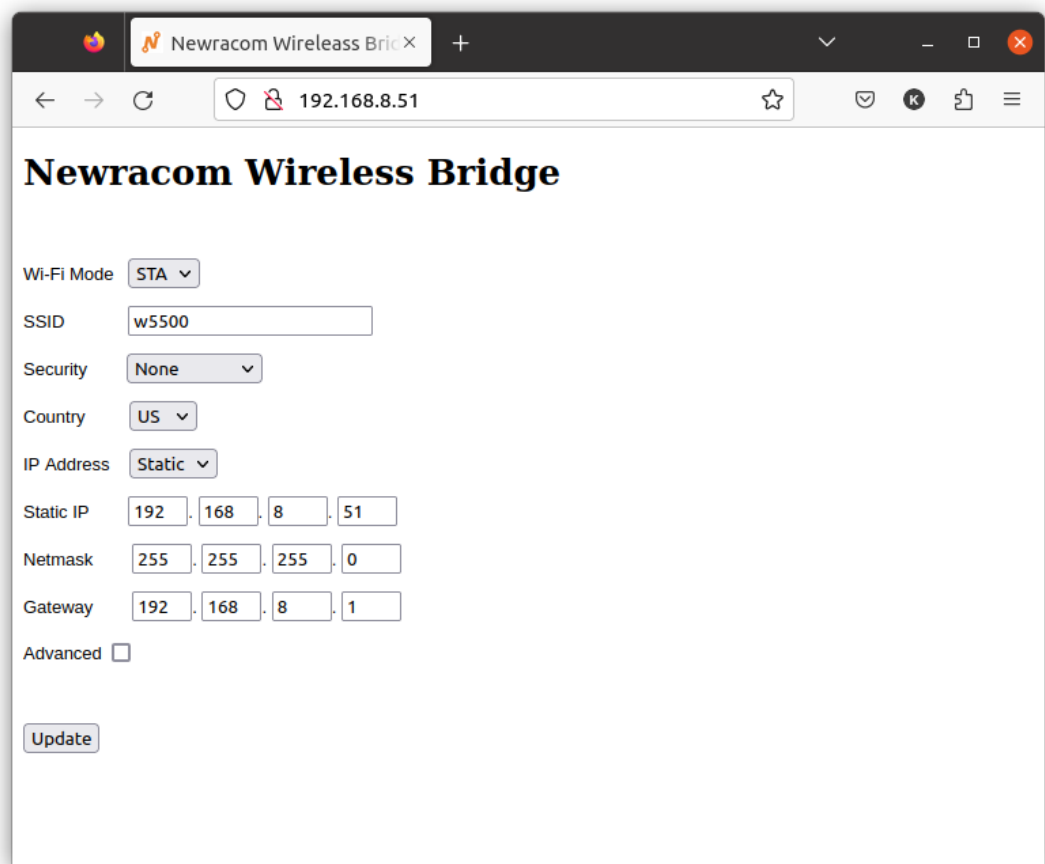 Newracom Wireleass Bric
192.168.8.51
K
Newracom Wireless Bridge
Wi-Fi Mode STA
SSID w5500
Security None
Country US
IP Address Static
Static IP 192 . 168 . 8 . 51
Netmask 255 . 255 . 255 . 0
Gateway 192 . 168 . 8 . 1
Advanced
Update